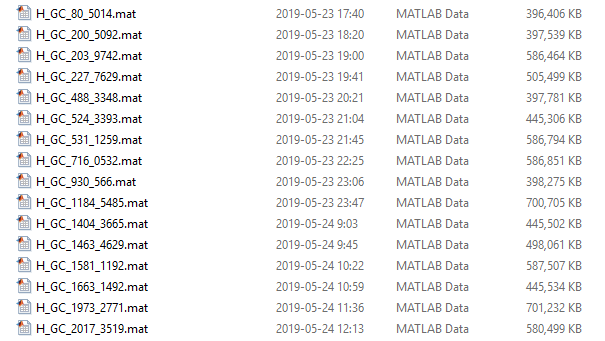 H_GC_80_5014.mat 2019-05-23 17:40 MATLAB Data 396,406 KB
H_GC_200_5092.mat 2019-05-23 18:20 MATLAB Data 397,539 KB
H_GC_203_9742.mat 2019-05-23 19:00 MATLAB Data 586,464 KB
H_GC_227_7629.mat 2019-05-23 19:41 MATLAB Data 505,499 KB
H_GC_488_3348.mat 2019-05-23 20:21 MATLAB Data 397,781 KB
H_GC_524_3393.mat 2019-05-23 21:04 MATLAB Data 445,306 KB
H_GC_531_1259.mat 2019-05-23 21:45 MATLAB Data 586,794 KB
H_GC_716_0532.mat 2019-05-23 22:25 MATLAB Data 586,851 KB
H_GC_930_566.mat 2019-05-23 23:06 MATLAB Data 398,275 KB
H_GC_1184_5485.mat 2019-05-23 23:47 MATLAB Data 700,705 KB
H_GC_1404_3665.mat 2019-05-24 9:03 MATLAB Data 445,502 KB
H_GC_1463_4629.mat 2019-05-24 9:45 MATLAB Data 498,061 KB
H_GC_1581_1192.mat 2019-05-24 10:22 MATLAB Data 587,507 KB
H_GC_1663_1492.mat 2019-05-24 10:59 MATLAB Data 445,534 KB
H_GC_1973_2771.mat 2019-05-24 11:36 MATLAB Data 701,232 KB
H_GC_2017_3519.mat 2019-05-24 12:13 MATLAB Data 580,499 KB